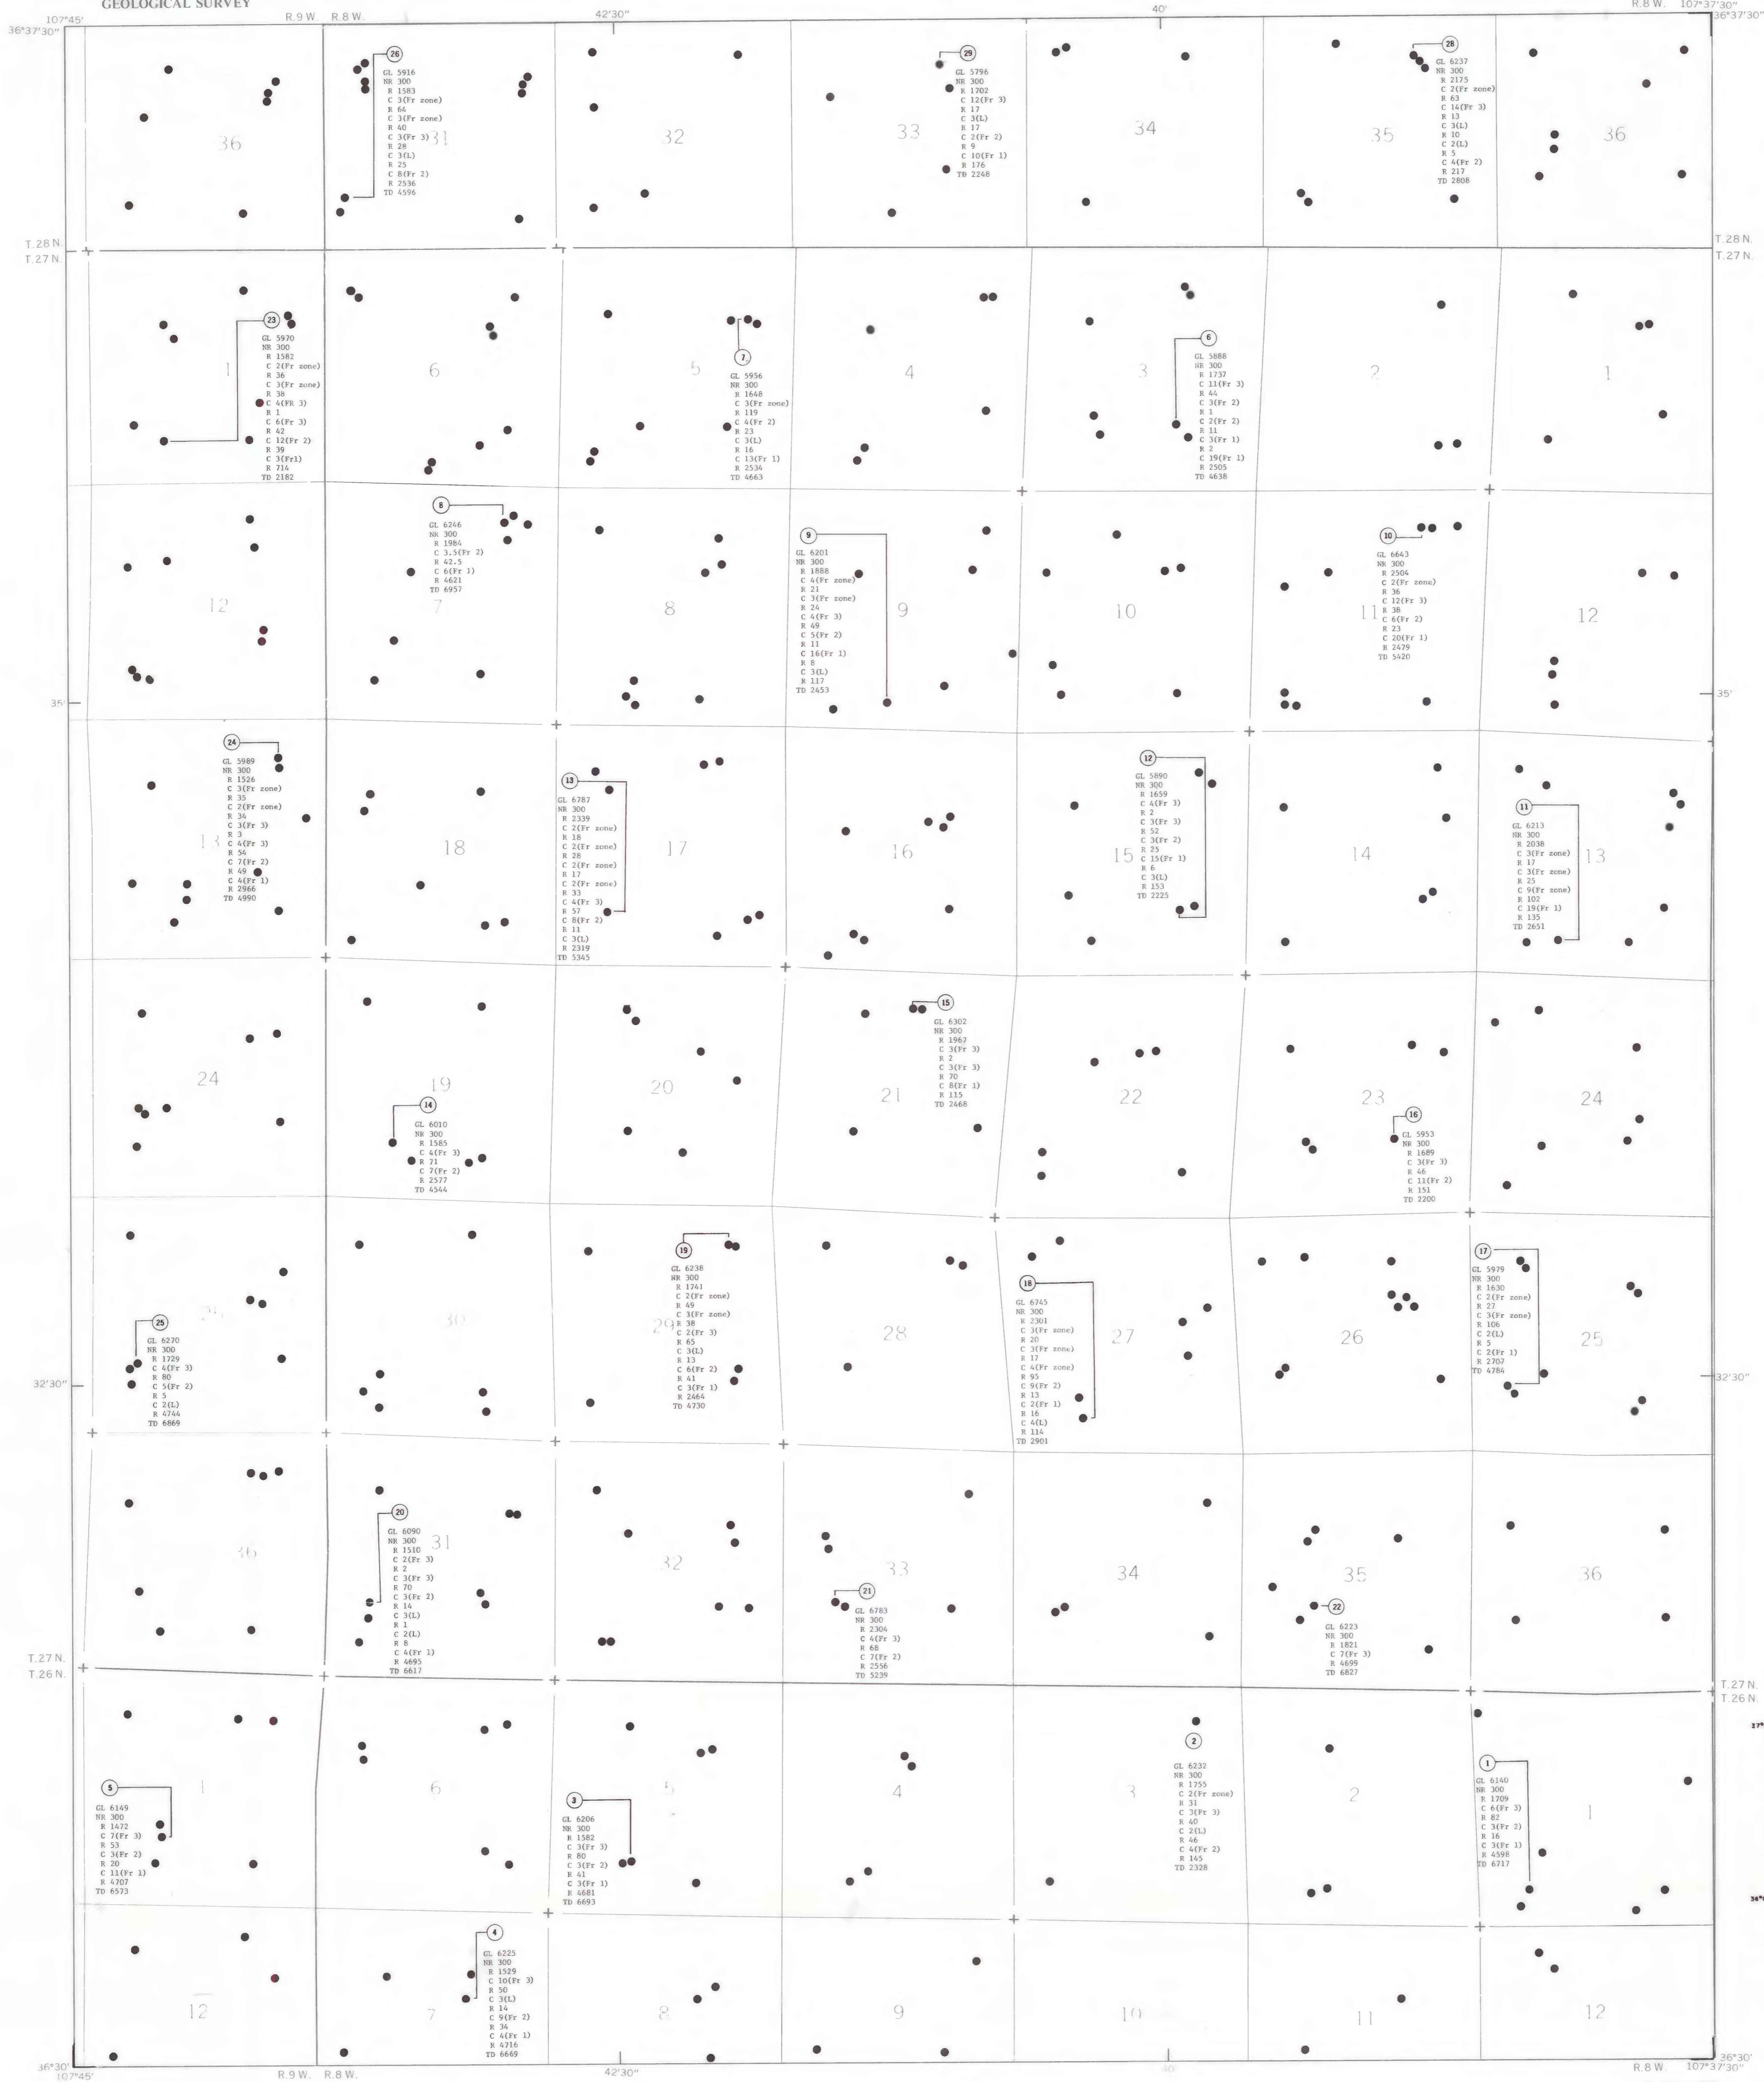 GEOLOGICAL SURVEY
107°45'
R.9 W.
R.8 W.
42'30"
40'
R.8 W.
107°37'30"
36°37'30"
36°37'30"
26
GL 5916
NR 300
R 1583
C 3(Fr zone)
R 64
C 3(Fr zone)
R 40
C 3(Fr 3)
R 28
C 3(L)
R 25
C 8(Fr 2)
R 2536
TD 4596
29
GL 5796
NR 300
R 1702
C 12(Fr 3)
R 17
C 3(L)
R 17
C 2(Fr 2)
R 9
C 10(Fr 1)
R 176
TD 2248
28
GL 6237
NR 300
R 2175
C 2(Fr zone)
R 63
C 14(Fr 3)
R 13
C 3(L)
R 10
C 2(L)
R 5
C 4(Fr 2)
R 217
TD 2808
36
31
32
33
34
35
36
T.28 N.
T.27 N.
T.28 N.
T.27 N.
23
GL 5970
NR 300
R 1582
C 2(Fr zone)
R 36
C 3(Fr zone)
R 38
C 4(FR 3)
R 1
C 6(Fr 3)
R 42
C 12(Fr 2)
R 39
C 3(Fr1)
R 714
TD 2182
7
GL 5956
NR 300
R 1648
C 3(Fr zone)
R 119
C 4(Fr 2)
R 23
C 3(L)
R 16
C 13(Fr 1)
R 2534
TD 4663
6
GL 5888
NR 300
R 1737
C 11(Fr 3)
R 44
C 3(Fr 2)
R 1
C 2(Fr 2)
R 11
C 3(Fr 1)
R 2
C 19(Fr 1)
R 2505
TD 4638
1
6
5
4
3
2
1
8
GL 6246
NR 300
R 1984
C 3.5(Fr 2)
R 42.5
C 6(Fr 1)
R 4621
TD 6957
9
GL 6201
NR 300
R 1888
C 4(Fr zone)
R 21
C 3(Fr zone)
R 24
C 4(Fr 3)
R 49
C 5(Fr 2)
R 11
C 16(Fr 1)
R 8
C 3(L)
R 117
TD 2453
10
GL 6643
NR 300
R 2504
C 2(Fr zone)
R 36
C 12(Fr 3)
R 38
C 6(Fr 2)
R 23
C 20(Fr 1)
R 2479
TD 5420
12
7
8
9
10
11
12
35'
35'
24
GL 5989
NR 300
R 1526
C 3(Fr zone)
R 35
C 2(Fr zone)
R 34
C 3(Fr 3)
R 3
C 4(Fr 3)
R 54
C 7(Fr 2)
R 49
C 4(Fr 1)
R 2966
TD 4990
13
GL 6787
NR 300
R 2339
C 2(Fr zone)
R 18
C 2(Fr zone)
R 28
C 2(Fr zone)
R 17
C 2(Fr zone)
R 33
C 4(Fr 3)
R 57
C 8(Fr 2)
R 11
C 3(L)
R 2319
TD 5345
12
GL 5890
NR 300
R 1659
C 4(Fr 3)
R 2
C 3(Fr 3)
R 52
C 3(Fr 2)
R 25
C 15(Fr 1)
R 6
C 3(L)
R 153
TD 2225
11
GL 6213
NR 300
R 2038
C 3(Fr zone)
R 17
C 3(Fr zone)
R 25
C 9(Fr zone)
R 102
C 19(Fr 1)
R 135
TD 2651
13
18
17
16
15
14
13
15
GL 6302
NR 300
R 1967
C 3(Fr 3)
R 2
C 3(Fr 3)
R 70
C 8(Fr 1)
R 115
TD 2468
14
GL 6010
NR 300
R 1585
C 4(Fr 3)
R 71
C 7(Fr 2)
R 2577
TD 4544
16
GL 5953
NR 300
R 1689
C 3(Fr 3)
R 46
C 11(Fr 2)
R 151
TD 2200
24
19
20
21
22
23
24
25
GL 6270
NR 300
R 1729
C 4(Fr 3)
R 80
C 5(Fr 2)
R 5
C 2(L)
R 4744
TD 6869
19
GL 6238
NR 300
R 1741
C 2(Fr zone)
R 49
C 3(Fr zone)
R 38
C 2(Fr 3)
R 65
C 3(L)
R 13
C 6(Fr 2)
R 41
C 3(Fr 1)
R 2464
TD 4730
18
GL 6745
NR 300
R 2301
C 3(Fr zone)
R 20
C 3(Fr zone)
R 17
C 4(Fr zone)
R 95
C 9(Fr 2)
R 13
C 2(Fr 1)
R 16
C 4(L)
R 114
TD 2901
17
GL 5979
NR 300
R 1630
C 2(Fr zone)
R 27
C 3(Fr zone)
R 106
C 2(L)
R 5
C 2(Fr 1)
R 2707
TD 4784
30
29
28
27
26
25
32'30"
32'30"
20
GL 6090
NR 300
R 1510
C 2(Fr 3)
R 2
C 3(Fr 3)
R 70
C 3(Fr 2)
R 14
C 3(L)
R 1
C 2(L)
R 8
C 4(Fr 1)
R 4695
TD 6617
21
GL 6783
NR 300
R 2304
C 4(Fr 3)
R 68
C 7(Fr 2)
R 2556
TD 5239
22
GL 6223
NR 300
R 1821
C 7(Fr 3)
R 4699
TD 6827
36
31
32
33
34
35
36
T.27 N.
T.26 N.
T.27 N.
T.26 N.
37°
5
GL 6149
NR 300
R 1472
C 7(Fr 3)
R 53
C 3(Fr 2)
R 20
C 11(Fr 1)
R 4707
TD 6573
3
GL 6206
NR 300
R 1582
C 3(Fr 3)
R 80
C 3(Fr 2)
R 41
C 3(Fr 1)
R 4681
TD 6693
2
GL 6232
NR 300
R 1755
C 2(Fr zone)
R 31
C 3(Fr 3)
R 40
C 2(L)
R 46
C 4(Fr 2)
R 145
TD 2328
1
GL 6140
NR 300
R 1709
C 6(Fr 3)
R 82
C 3(Fr 2)
R 16
C 3(Fr 1)
R 4598
TD 6717
1
6
5
4
3
2
1
4
GL 6225
NR 300
R 1529
C 10(Fr 3)
R 50
C 3(L)
R 14
C 9(Fr 2)
R 34
C 4(Fr 1)
R 4716
TD 6669
12
7
8
9
10
11
12
36°30'
36°30'
107°45'
R.9 W.
R.8 W.
42'30"
40'
R.8 W.
107°37'30"